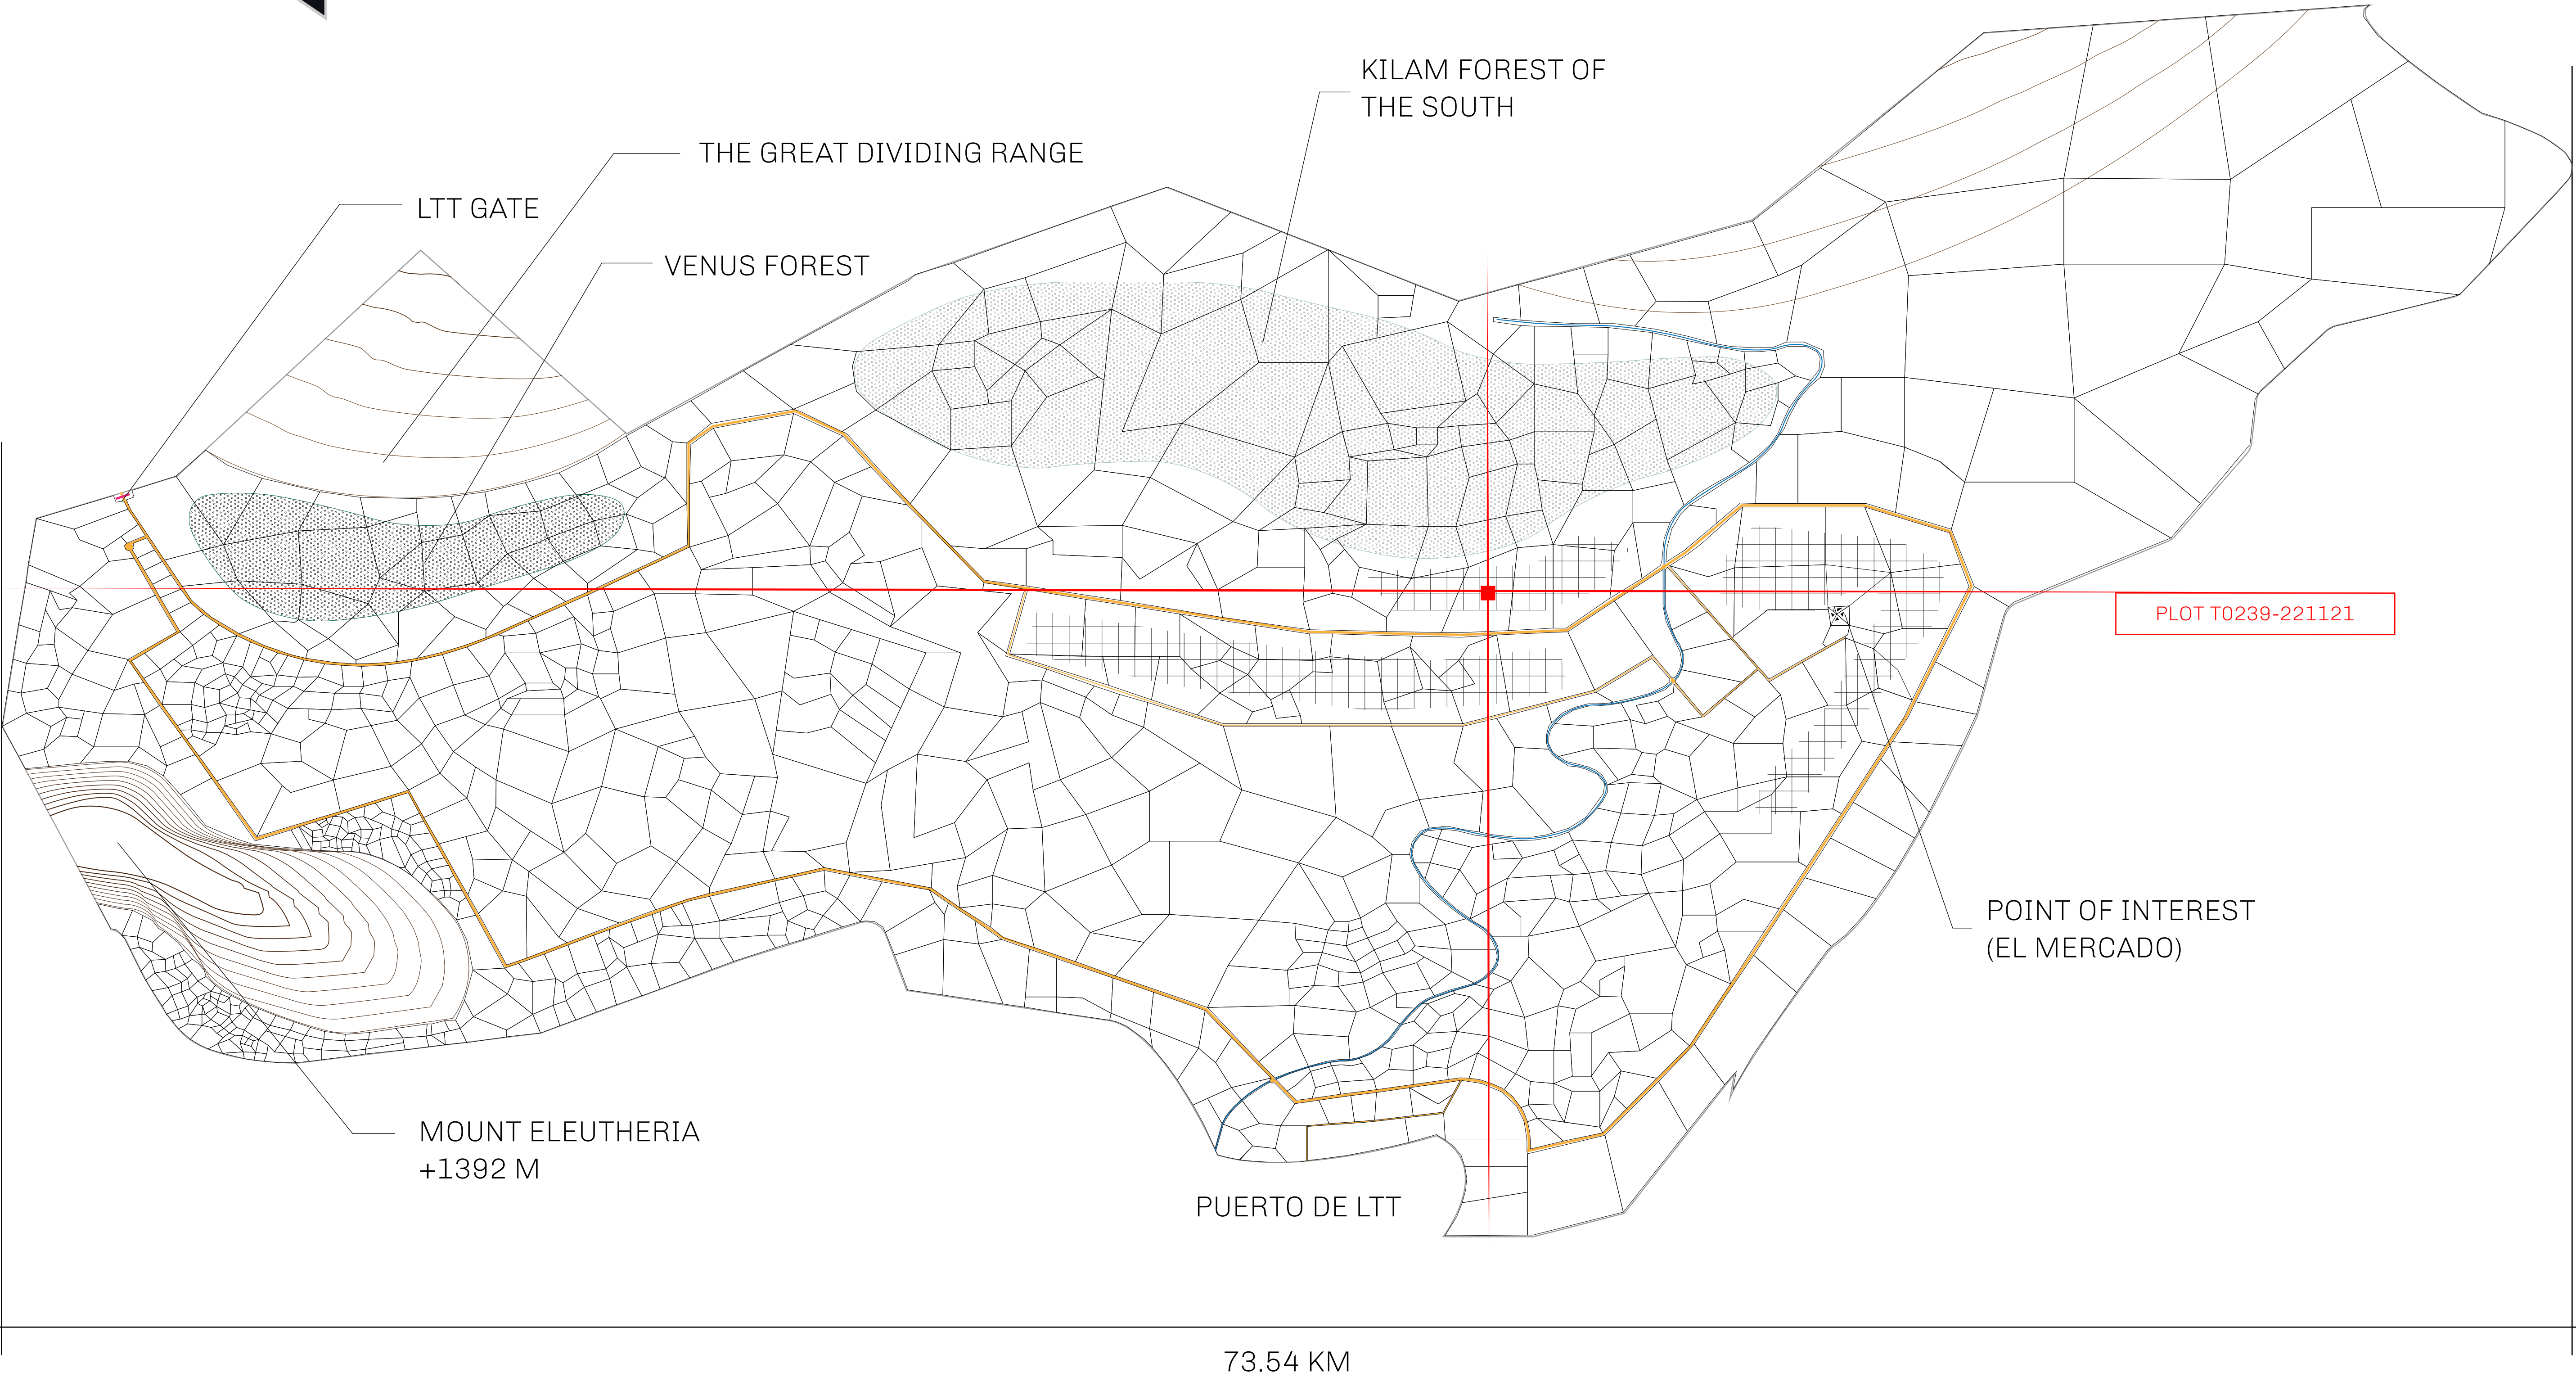 KILAM FOREST OF
THE SOUTH
THE GREAT DIVIDING RANGE
LTT GATE
VENUS FOREST
PLOT T0239-221121
POINT OF INTEREST
(EL MERCADO)
MOUNT ELEUTHERIA
+1392 M
PUERTO DE LTT
73.54 KM